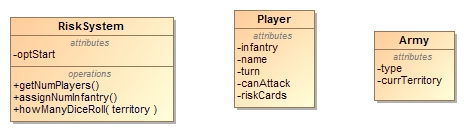 RiskSystem
attributes
-optStart
operations
+getNumPlayers()
+assignNumInfantry()
+howManyDiceRoll( territory )
Player
attributes
-infantry
-name
-turn
-canAttack
-riskCards
Army
attributes
-type
-currTerritory